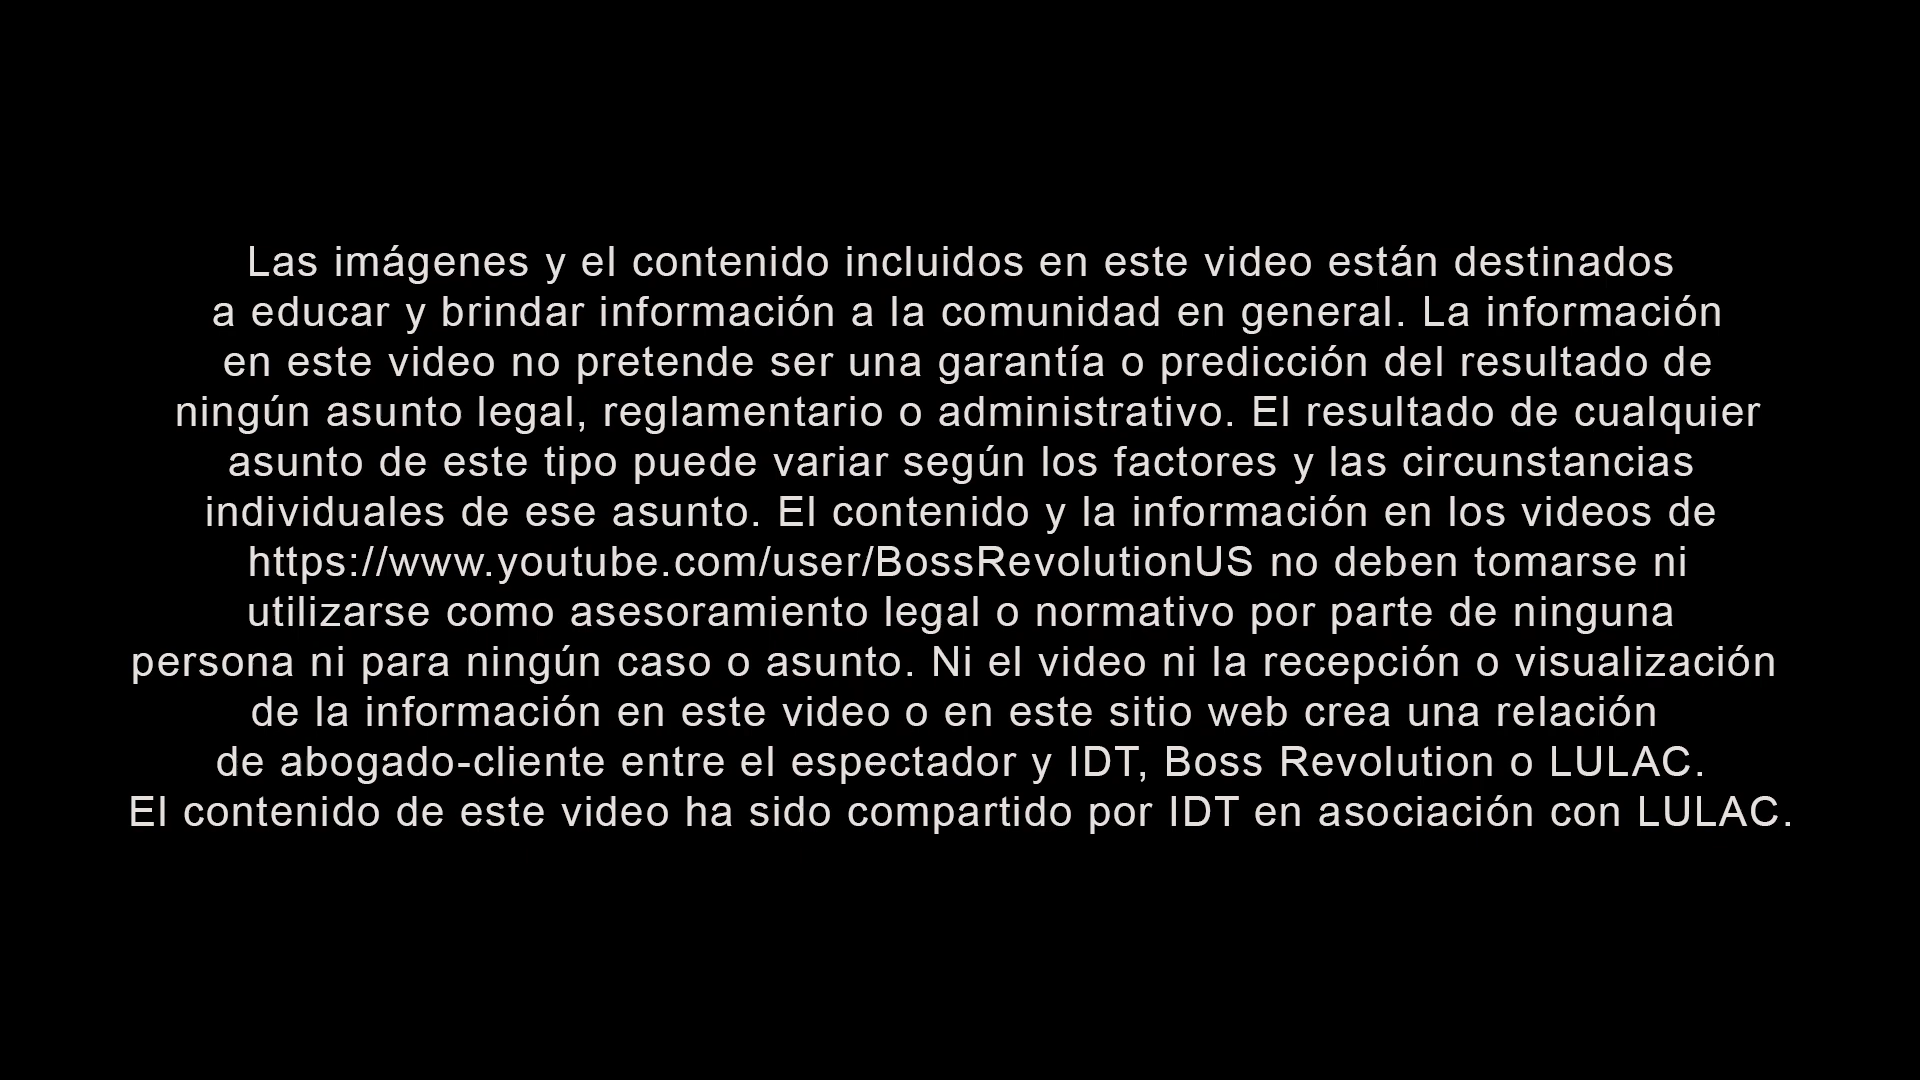 Las imágenes y el contenido incluidos en este video están destinados
a educar y brindar información a la comunidad en general. La información
en este video no pretende ser una garantía o predicción del resultado de
ningún asunto legal, reglamentario o administrativo. El resultado de cualquier
asunto de este tipo puede variar según los factores y las circunstancias
individuales de ese asunto. El contenido y la información en los videos de
https://www.youtube.com/user/BossRevolutionUS no deben tomarse ni
utilizarse como asesoramiento legal o normativo por parte de ninguna
persona ni para ningún caso o asunto. Ni el video ni la recepción o visualización
de la información en este video o en este sitio web crea una relación
de abogado-cliente entre el espectador y IDT, Boss Revolution o LULAC.
El contenido de este video ha sido compartido por IDT en asociación con LULAC.